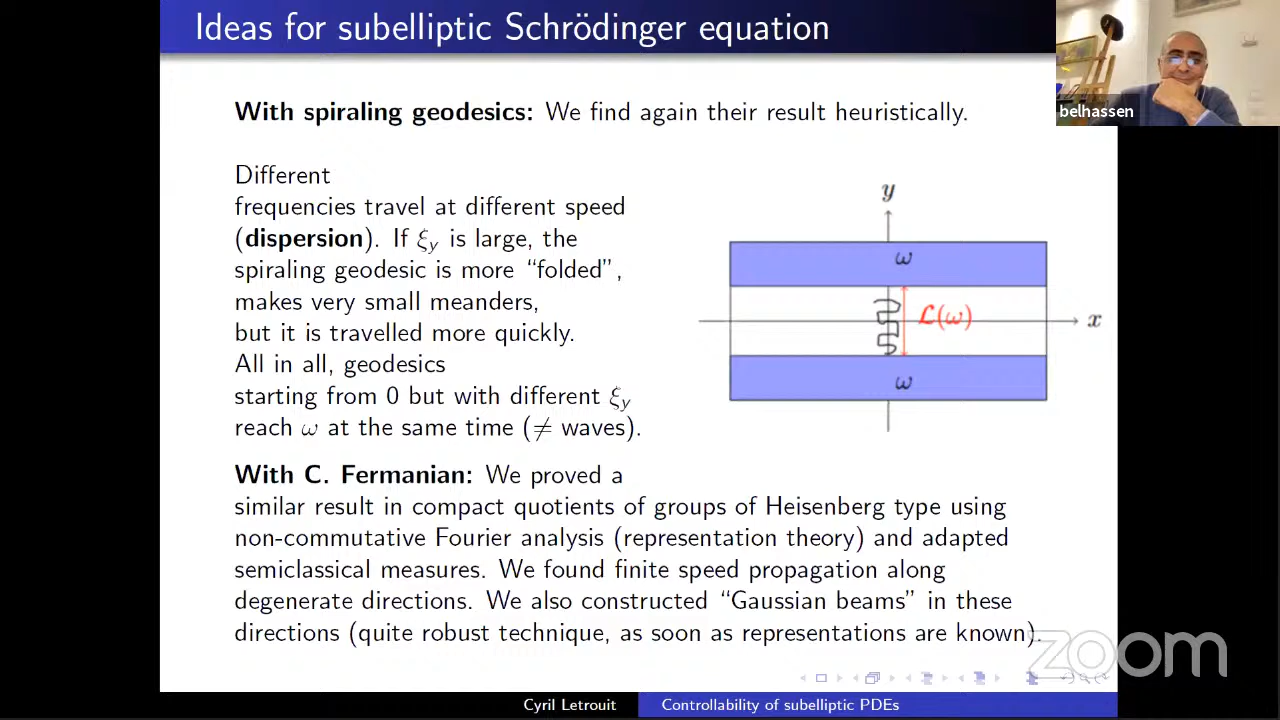 Ideas for subelliptic Schrödinger equation
belhassen
With spiraling geodesics: We find again their result heuristically.
Different
frequencies travel at different speed
(dispersion). If ξy is large, the
spiraling geodesic is more “folded”,
makes very small meanders,
but it is travelled more quickly.
All in all, geodesics
starting from 0 but with different ξy
reach ω at the same time (≠ waves).
y
ω
L(ω)
x
ω
With C. Fermanian: We proved a
similar result in compact quotients of groups of Heisenberg type using
non-commutative Fourier analysis (representation theory) and adapted
semiclassical measures. We found finite speed propagation along
degenerate directions. We also constructed “Gaussian beams” in these
directions (quite robust technique, as soon as representations are known).
zoom
Cyril Letrouit
Controllability of subelliptic PDEs